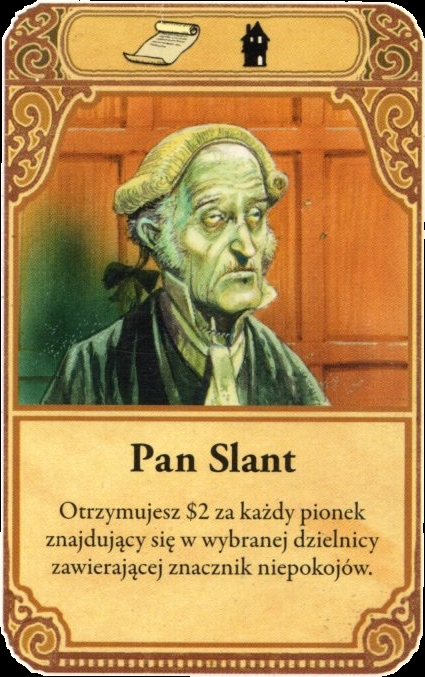 Pan Slant
Otrzymujesz $2 za każdy pionek
znajdujący się w wybranej dzielnicy
zawierającej znacznik niepokojów.